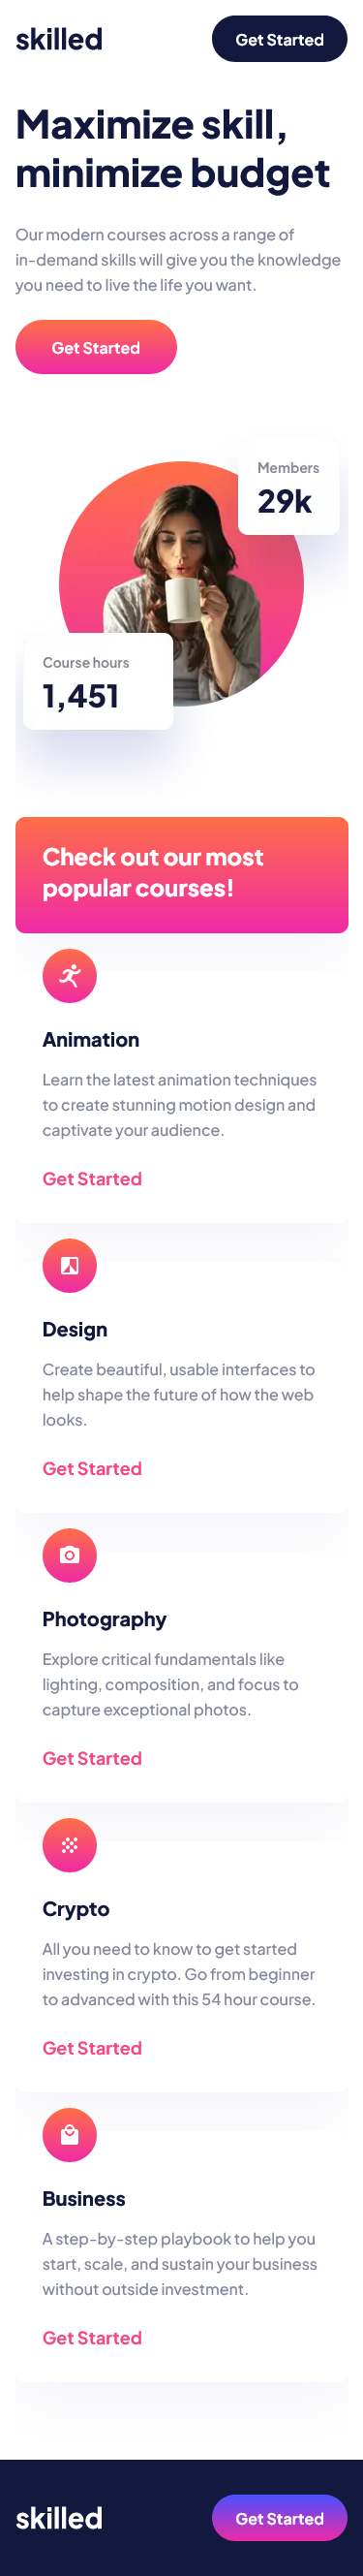 skilled
Get Started
Maximize skill,
minimize budget
Our modern courses across a range of
in-demand skills will give you the knowledge
you need to live the life you want.
Get Started
Members
29k
Course hours
1,451
Check out our most
popular courses!
Animation
Learn the latest animation techniques
to create stunning motion design and
captivate your audience.
Get Started
Design
Create beautiful, usable interfaces to
help shape the future of how the web
looks.
Get Started
Photography
Explore critical fundamentals like
lighting, composition, and focus to
capture exceptional photos.
Get Started
Crypto
All you need to know to get started
investing in crypto. Go from beginner
to advanced with this 54 hour course.
Get Started
Business
A step-by-step playbook to help you
start, scale, and sustain your business
without outside investment.
Get Started
skilled
Get Started